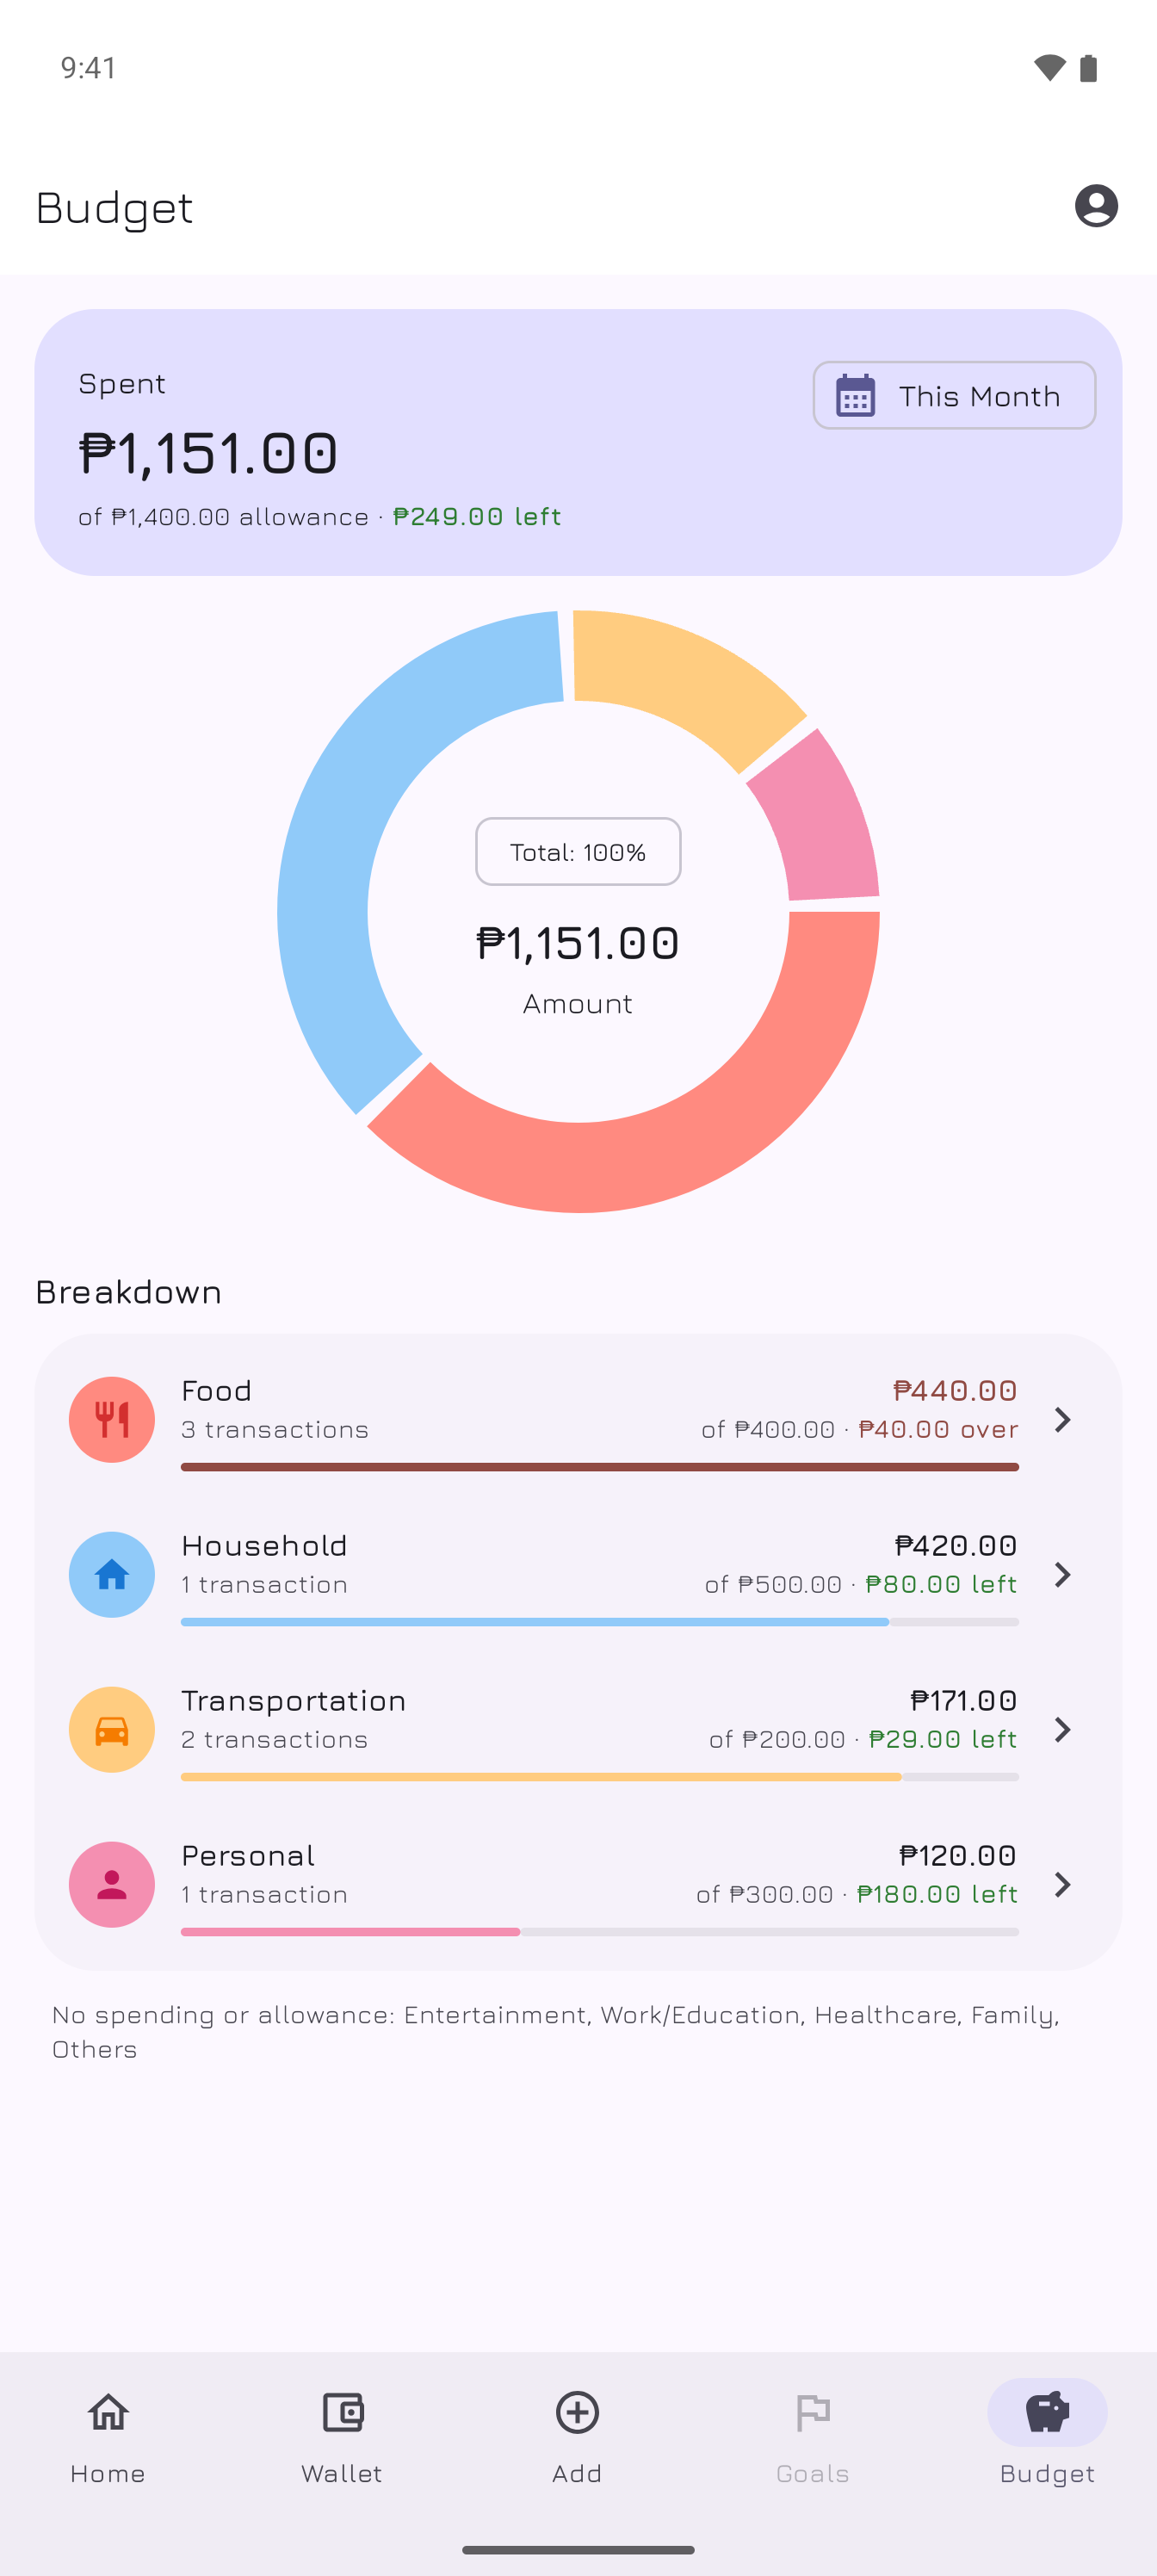 9:41
Budget
Spent
This Month
₱1,151.00
of ₱1,400.00 allowance · ₱249.00 left
Total: 100%
₱1,151.00
Amount
Breakdown
Food
₱440.00
3 transactions
of ₱400.00 · ₱40.00 over
Household
₱420.00
1 transaction
of ₱500.00 · ₱80.00 left
Transportation
₱171.00
2 transactions
of ₱200.00 · ₱29.00 left
Personal
₱120.00
1 transaction
of ₱300.00 · ₱180.00 left
No spending or allowance: Entertainment, Work/Education, Healthcare, Family,
Others
Home
Wallet
Add
Goals
Budget